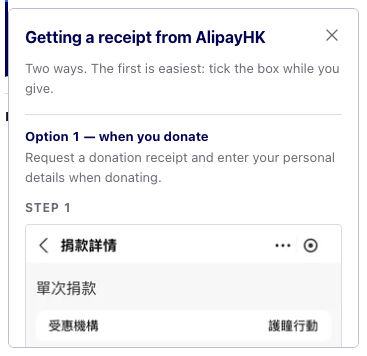 Getting a receipt from AlipayHK
Two ways. The first is easiest: tick the box while you
give.
Option 1 — when you donate
Request a donation receipt and enter your personal
details when donating.
STEP 1
捐款詳情
單次捐款
受惠機構 護瞳行動